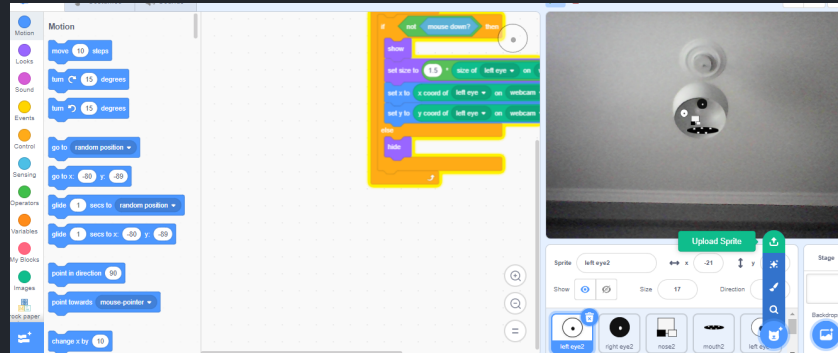 Motion
Looks
Sound
Events
Control
Sensing
Operators
Variables
My Blocks
Images
Motion
move 10 steps
turn 15 degrees
turn 15 degrees
go to random position
go to x: -80 y: -89
glide 1 secs to random position
glide 1 secs to x: -80 y: -89
point in direction 90
point towards mouse-pointer
change x by 10
if not mouse down? then
show
set size to 1.5 * size of left eye on
set x to x coord of left eye on webcam
set y to y coord of left eye on webcam
else
hide
Upload Sprite
Sprite left eye2 x -21 y
Show Size 17 Direction
left eye2
right eye2
nose2
mouth2
left
Stage